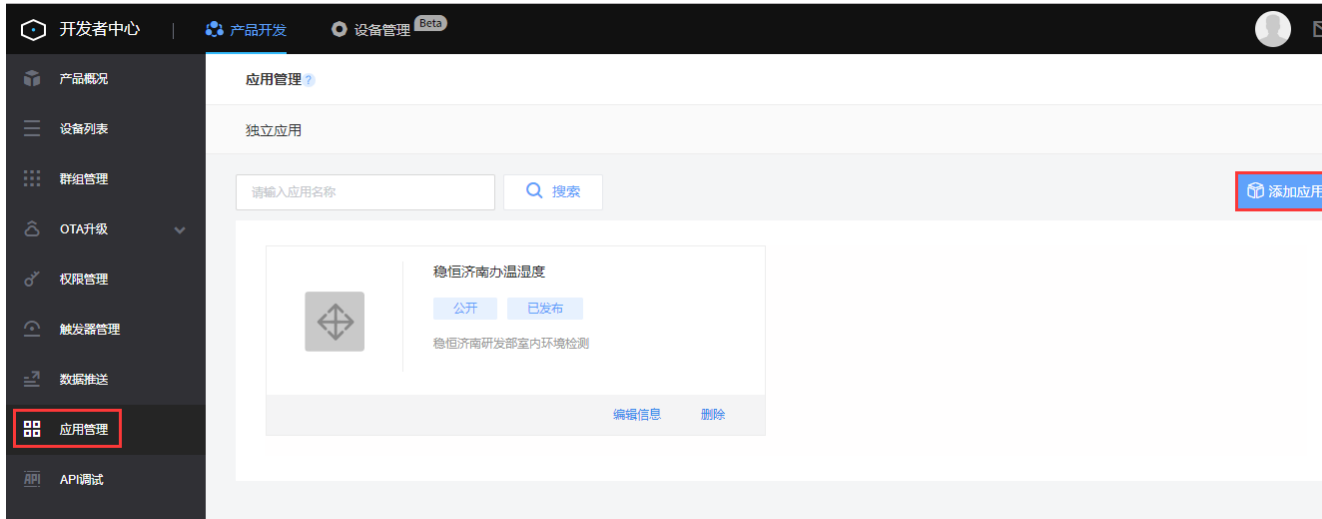 开发者中心 | 产品开发 设备管理 Beta
产品概况
设备列表
群组管理
OTA升级
权限管理
触发器管理
数据推送
应用管理
API API调试
应用管理 ?
独立应用
请输入应用名称 搜索 添加应用
稳恒济南办温湿度
公开 已发布
稳恒济南研发部室内环境检测
编辑信息 删除